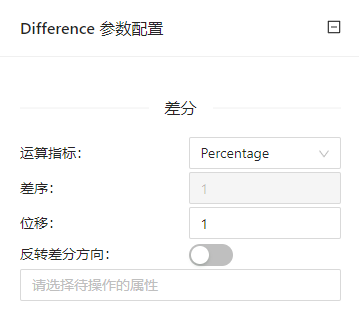 Difference 参数配置
差分
运算指标：
Percentage
差序：
1
位移：
1
反转差分方向：
请选择待操作的属性